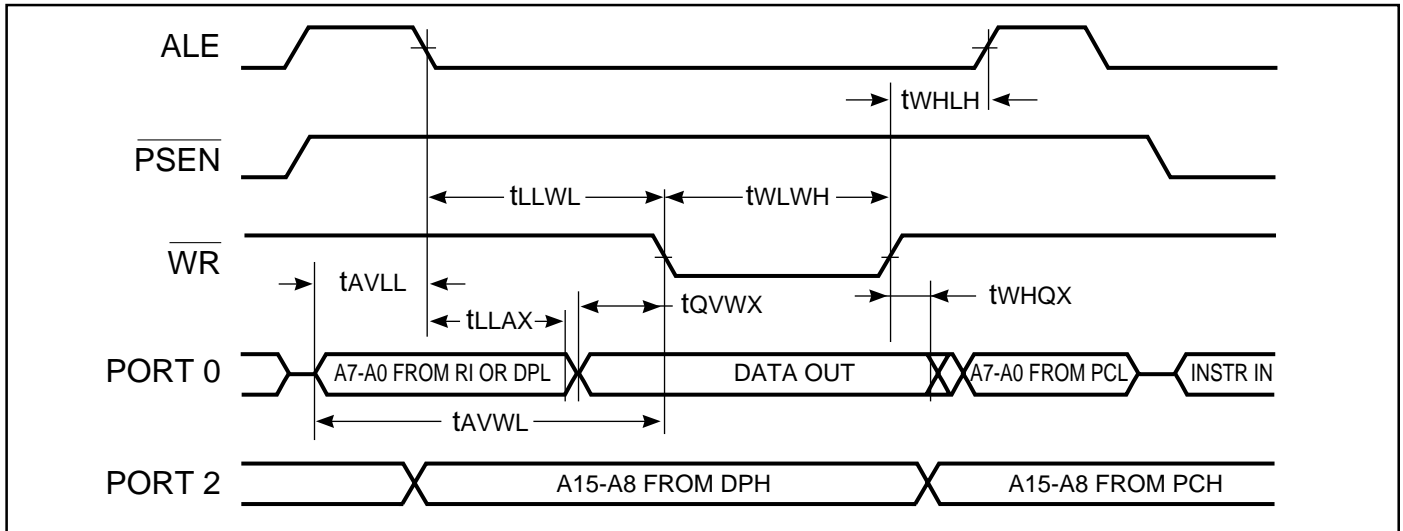 ALE
tWHLH
PSEN
tLLWL
tWLWH
WR
tAVLL
tQVWX
tWHQX
tLLAX
PORT 0
A7-A0 FROM RI OR DPL
DATA OUT
A7-A0 FROM PCL
INSTR IN
tAVWL
PORT 2
A15-A8 FROM DPH
A15-A8 FROM PCH